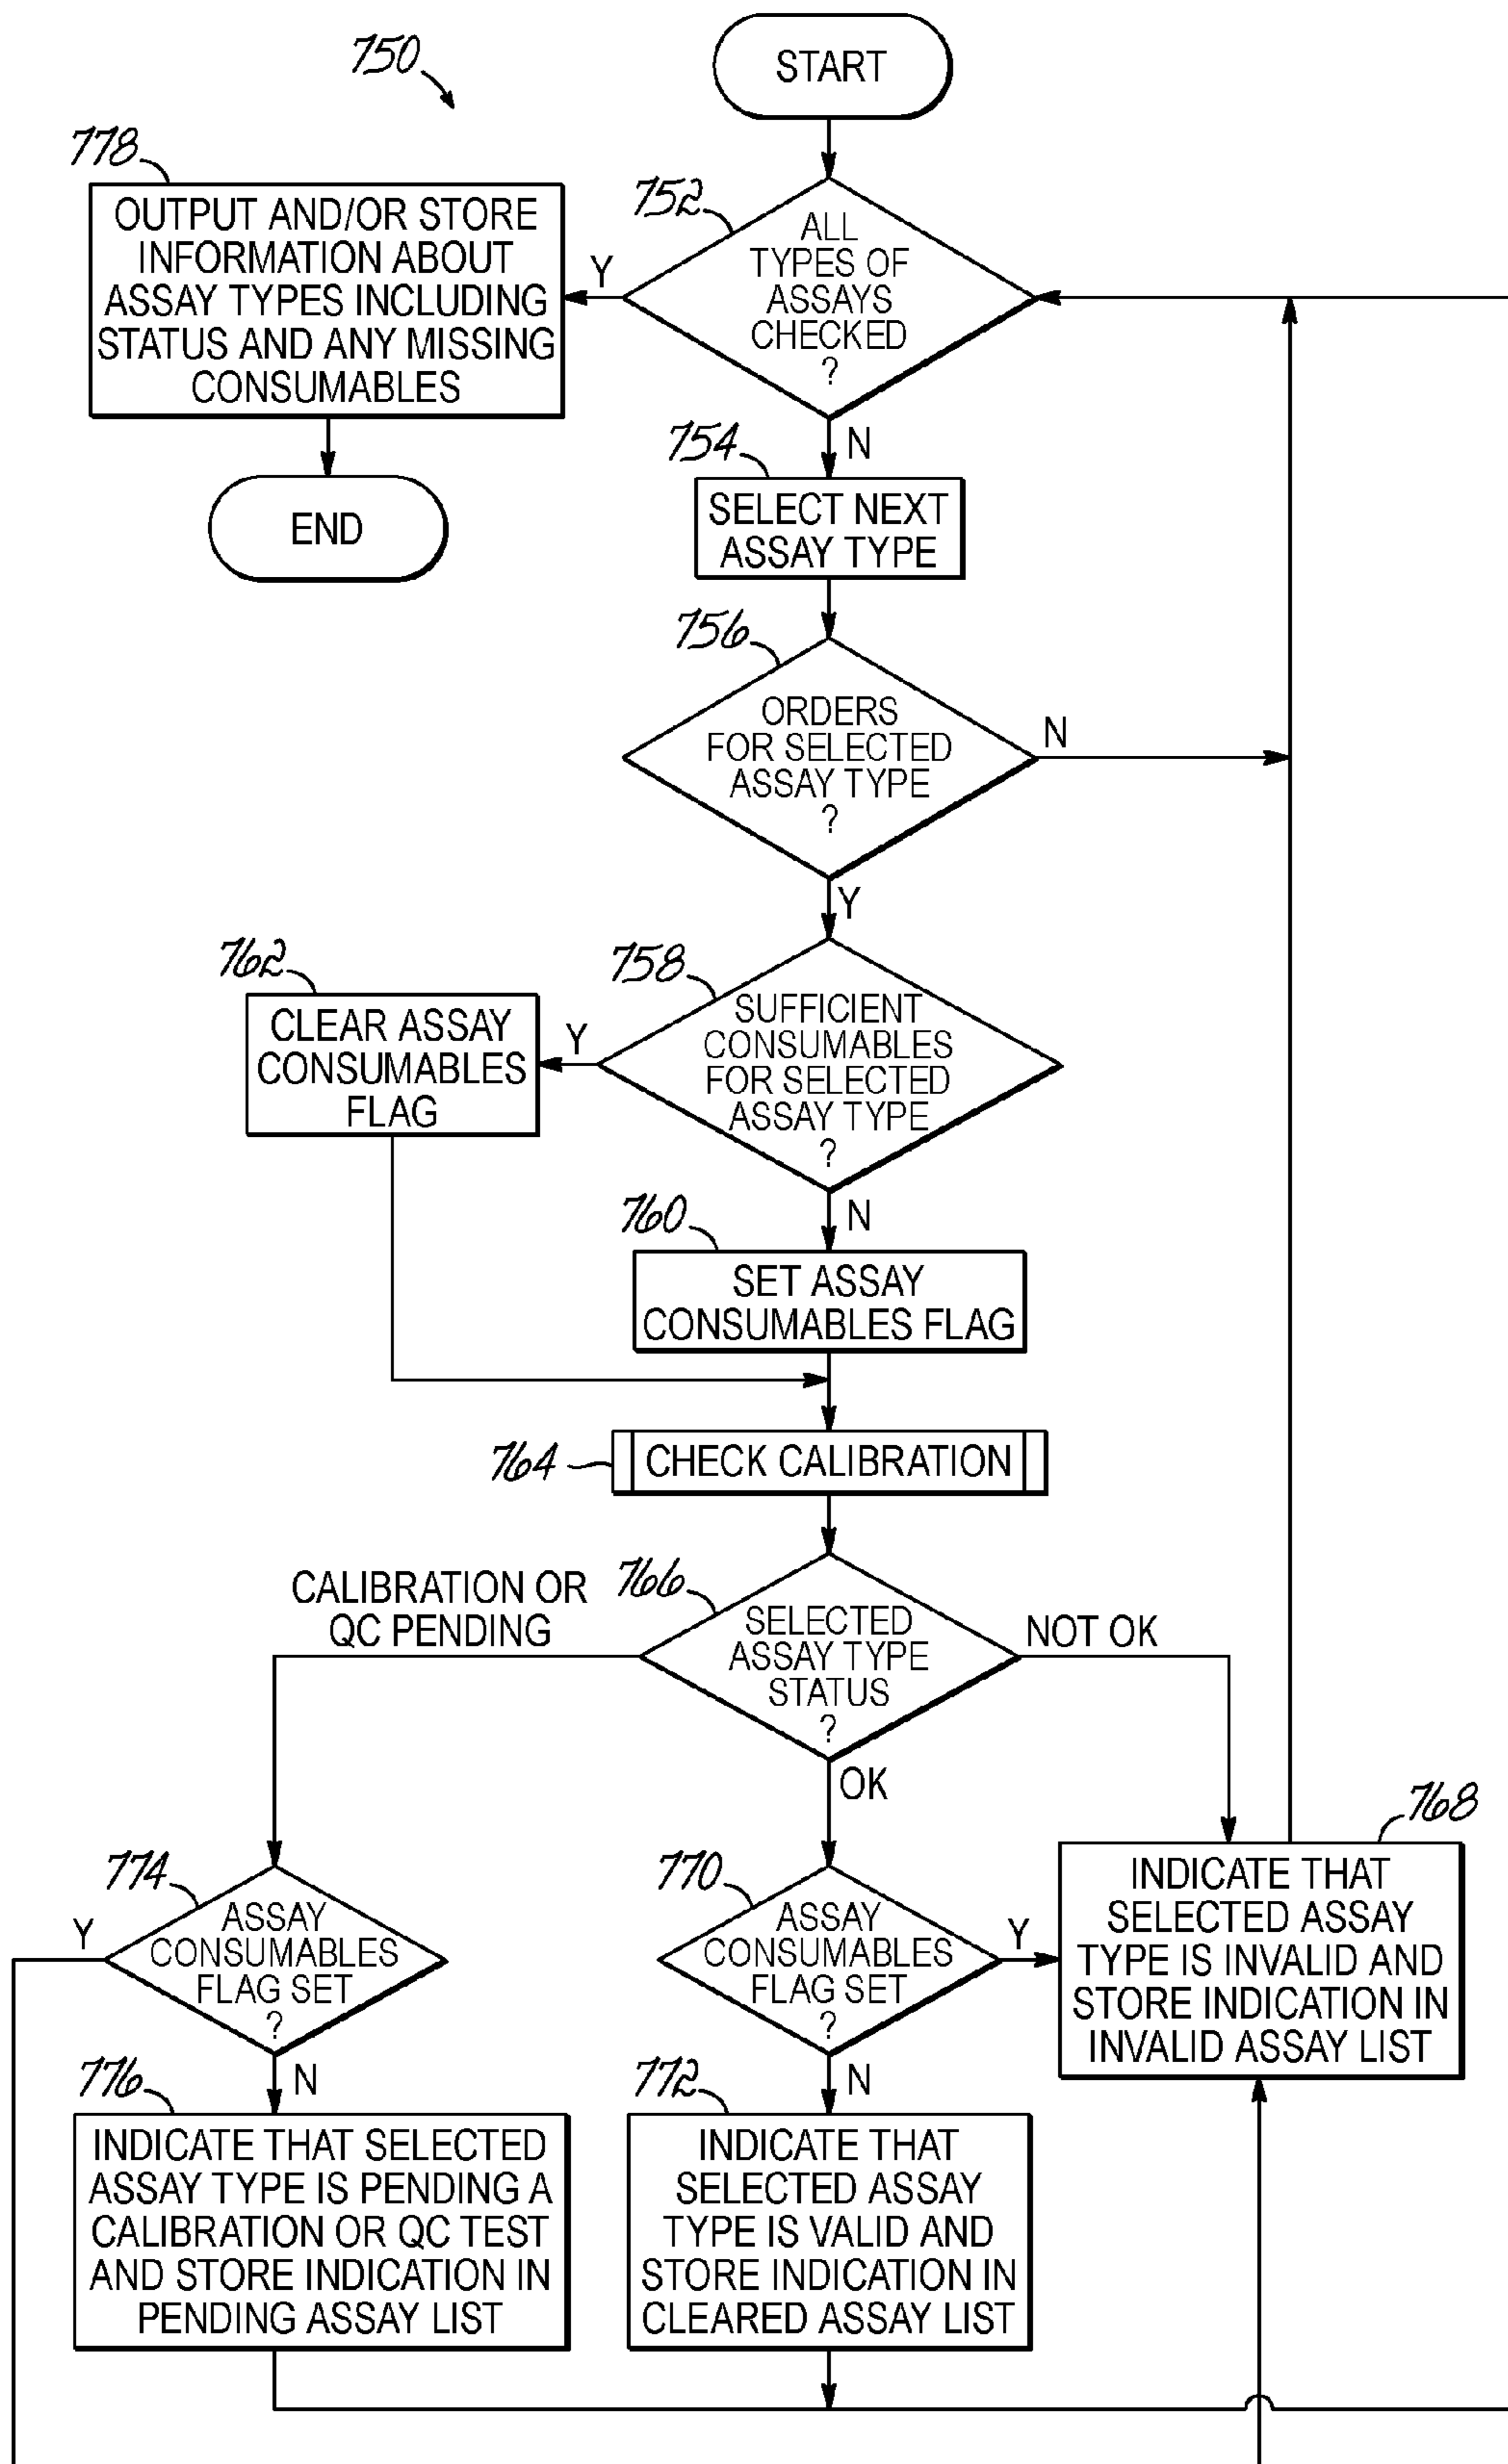 750
START
778
OUTPUT AND/OR STORE
INFORMATION ABOUT
ASSAY TYPES INCLUDING
STATUS AND ANY MISSING
CONSUMABLES
Y
752
ALL
TYPES OF
ASSAYS
CHECKED
?
N
END
754
SELECT NEXT
ASSAY TYPE
756
ORDERS
FOR SELECTED
ASSAY TYPE
?
N
Y
762
CLEAR ASSAY
CONSUMABLES
FLAG
Y
758
SUFFICIENT
CONSUMABLES
FOR SELECTED
ASSAY TYPE
?
N
760
SET ASSAY
CONSUMABLES FLAG
764
CHECK CALIBRATION
CALIBRATION OR
QC PENDING
766
SELECTED
ASSAY TYPE
STATUS
?
NOT OK
OK
774
Y
ASSAY
CONSUMABLES
FLAG SET
?
N
770
ASSAY
CONSUMABLES
FLAG SET
?
Y
N
768
INDICATE THAT
SELECTED ASSAY
TYPE IS INVALID AND
STORE INDICATION IN
INVALID ASSAY LIST
776
INDICATE THAT SELECTED
ASSAY TYPE IS PENDING A
CALIBRATION OR QC TEST
AND STORE INDICATION IN
PENDING ASSAY LIST
772
INDICATE THAT
SELECTED ASSAY
TYPE IS VALID AND
STORE INDICATION IN
CLEARED ASSAY LIST